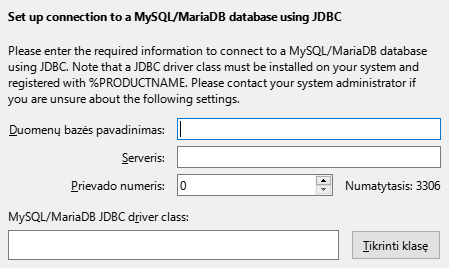 Set up connection to a MySQL/MariaDB database using JDBC
Please enter the required information to connect to a MySQL/MariaDB database
using JDBC. Note that a JDBC driver class must be installed on your system and
registered with %PRODUCTNAME. Please contact your system administrator if
you are unsure about the following settings.
Duomenų bazės pavadinimas:
Serveris:
Prievado numeris: 0 Numatytasis: 3306
MySQL/MariaDB JDBC driver class:
Tikrinti klasę